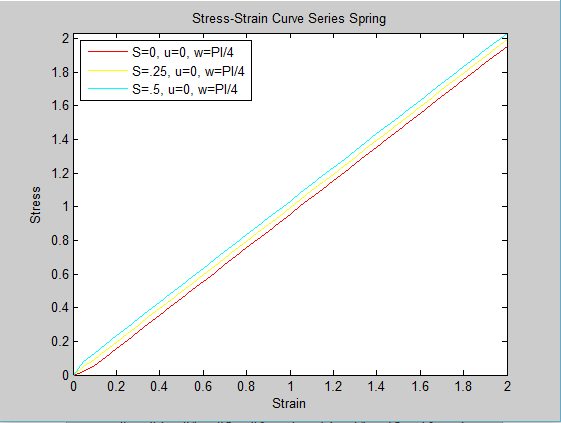 Stress-Strain Curve Series Spring
S=0, u=0, w=PI/4
S=.25, u=0, w=PI/4
S=.5, u=0, w=PI/4
Stress
2
1.8
1.6
1.4
1.2
1
0.8
0.6
0.4
0.2
0
0 0.2 0.4 0.6 0.8 1 1.2 1.4 1.6 1.8 2
Strain